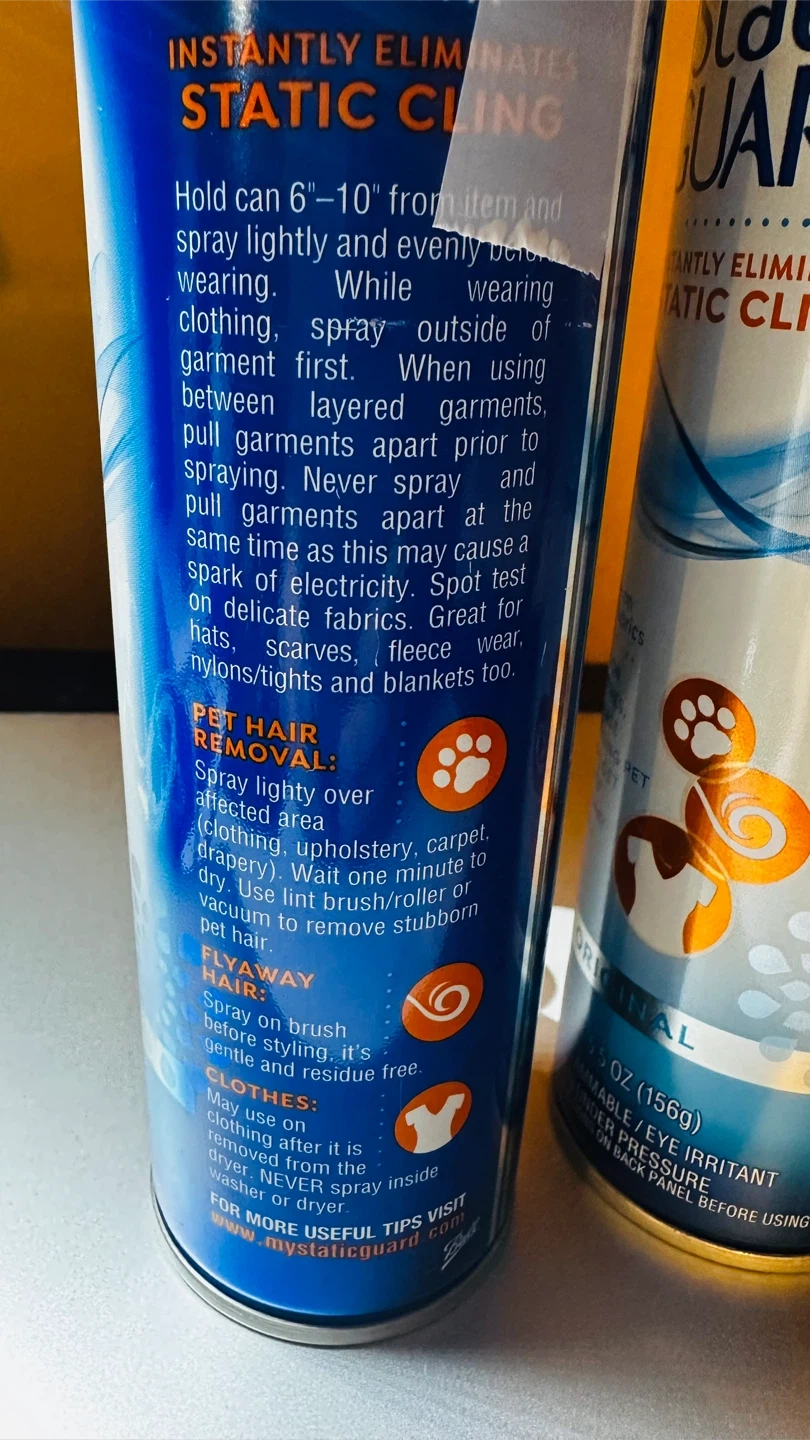 INSTANTLY ELIMINATES
STATIC CLING
Hold can 6"–10" from item and
spray lightly and evenly before
wearing. While wearing
clothing, spray outside of
garment first. When using
between layered garments,
pull garments apart prior to
spraying. Never spray and
pull garments apart at the
same time as this may cause a
spark of electricity. Spot test
on delicate fabrics. Great for
hats, scarves, fleece wear,
nylons/tights and blankets too.
PET HAIR
REMOVAL:
Spray lighty over
affected area
(clothing, upholstery, carpet,
drapery). Wait one minute to
dry. Use lint brush/roller or
vacuum to remove stubborn
pet hair.
FLYAWAY
HAIR:
Spray on brush
before styling, it's
gentle and residue free.
CLOTHES:
May use on
clothing after it is
removed from the
dryer. NEVER spray inside
washer or dryer.
FOR MORE USEFUL TIPS VISIT
www.mystaticguard.com
GUAR
ANTLY ELIMI
TATIC CLI
PET
ORIGINAL
5.5 OZ (156g)
MMABLE / EYE IRRITANT
UNDER PRESSURE
ON BACK PANEL BEFORE USING